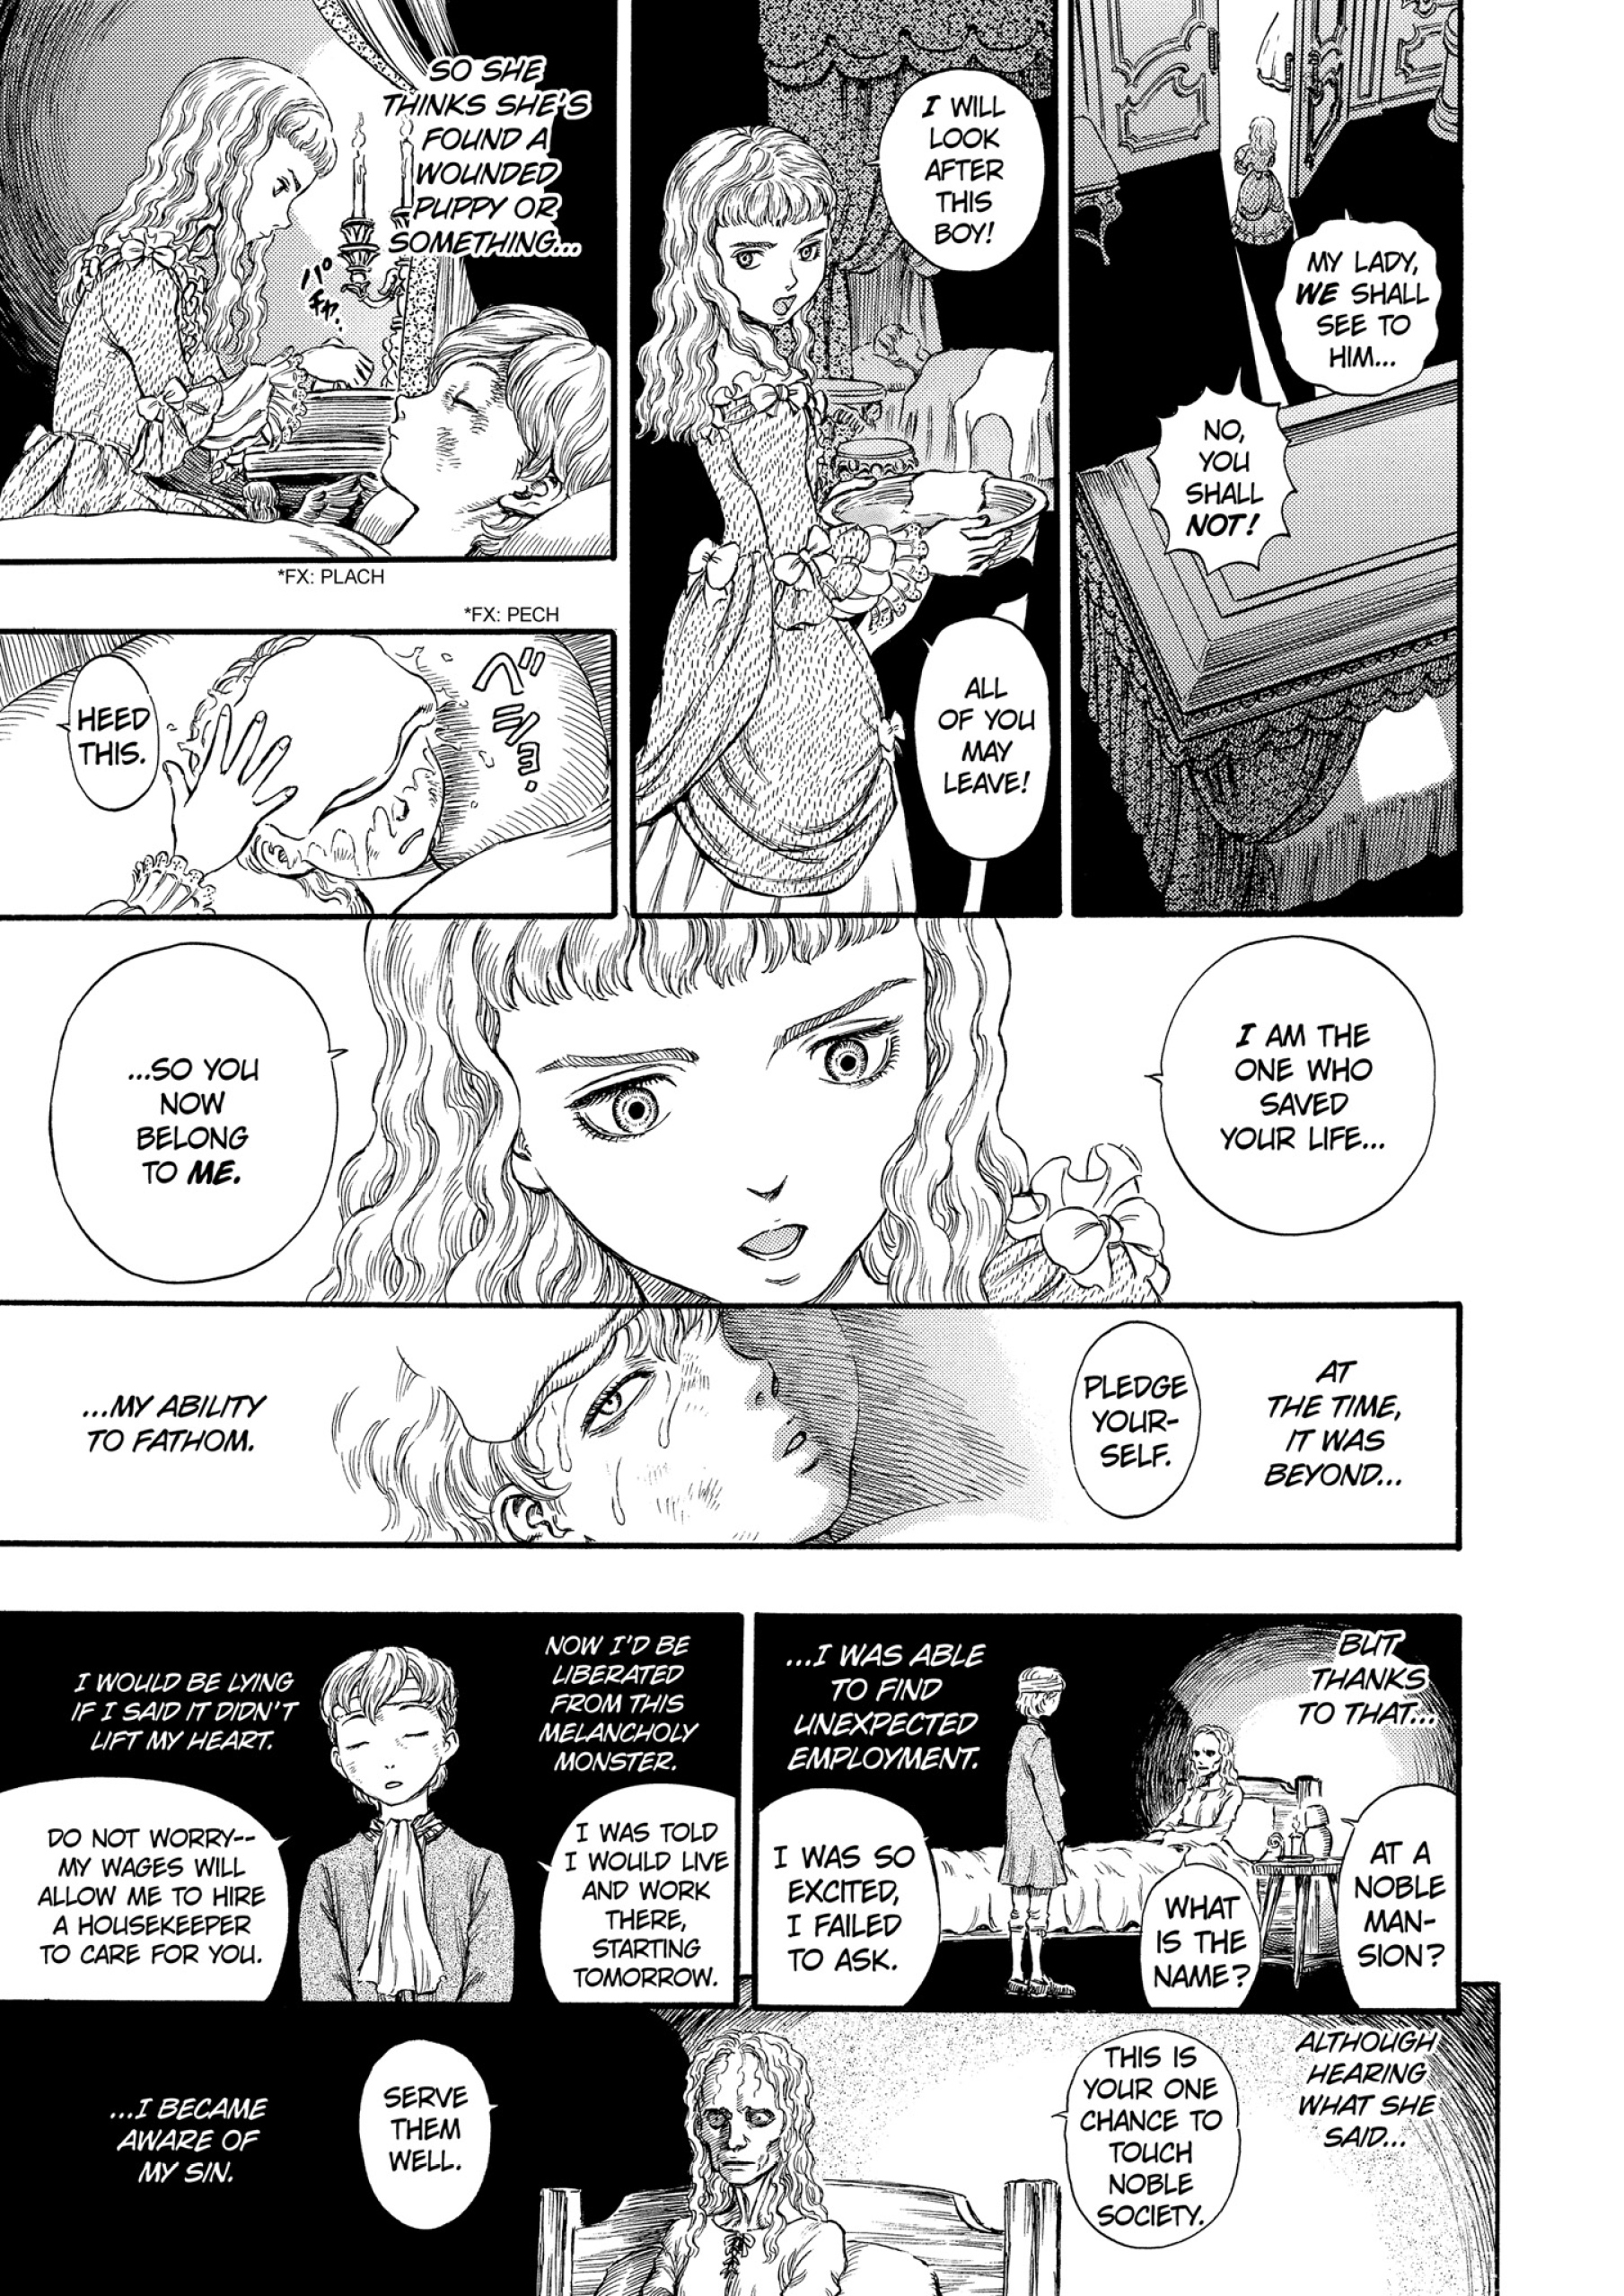 MY LADY,
WE SHALL
SEE TO
HIM...
NO,
YOU
SHALL
NOT!
I WILL
LOOK
AFTER
THIS
BOY!
ALL
OF YOU
MAY
LEAVE!
SO SHE
THINKS SHE'S
FOUND A
WOUNDED
PUPPY OR
SOMETHING...
パチャ
*FX: PLACH
*FX: PECH
ベショ
HEED
THIS.
I AM THE
ONE WHO
SAVED
YOUR LIFE...
...SO YOU
NOW
BELONG
TO ME.
AT
THE TIME,
IT WAS
BEYOND...
PLEDGE
YOUR-
SELF.
...MY ABILITY
TO FATHOM.
BUT
THANKS
TO THAT...
...I WAS ABLE
TO FIND
UNEXPECTED
EMPLOYMENT.
AT A
NOBLE
MAN-
SION?
WHAT
IS THE
NAME?
I WAS SO
EXCITED,
I FAILED
TO ASK.
NOW I'D BE
LIBERATED
FROM THIS
MELANCHOLY
MONSTER.
I WAS TOLD
I WOULD LIVE
AND WORK
THERE,
STARTING
TOMORROW.
I WOULD BE LYING
IF I SAID IT DIDN'T
LIFT MY HEART.
DO NOT WORRY--
MY WAGES WILL
ALLOW ME TO HIRE
A HOUSEKEEPER
TO CARE FOR YOU.
ALTHOUGH
HEARING
WHAT SHE
SAID...
THIS IS
YOUR ONE
CHANCE TO
TOUCH
NOBLE
SOCIETY.
SERVE
THEM
WELL.
...I BECAME
AWARE OF
MY SIN.